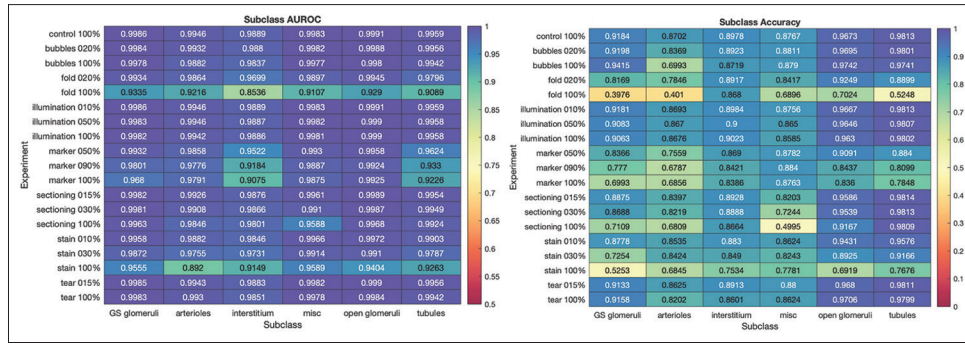 Subclass AUROC
control 100% 0.9986 0.9946 0.9889 0.9983 0.9991 0.9959
bubbles 020% 0.9984 0.9932 0.988 0.9982 0.9988 0.9956
bubbles 100% 0.9978 0.9882 0.9837 0.9977 0.998 0.9942
fold 020% 0.9934 0.9864 0.9699 0.9897 0.9945 0.9796
fold 100% 0.9335 0.9216 0.8536 0.9107 0.929 0.9089
illumination 010% 0.9986 0.9946 0.9889 0.9983 0.9991 0.9959
illumination 050% 0.9983 0.9946 0.9887 0.9982 0.999 0.9958
illumination 100% 0.9982 0.9942 0.9886 0.9981 0.999 0.9958
marker 050% 0.9932 0.9858 0.9522 0.993 0.9958 0.9624
marker 090% 0.9801 0.9776 0.9184 0.9887 0.9924 0.933
marker 100% 0.968 0.9791 0.9075 0.9875 0.9925 0.9226
sectioning 015% 0.9982 0.9926 0.9876 0.9961 0.9989 0.9954
sectioning 030% 0.9981 0.9908 0.9866 0.991 0.9987 0.9949
sectioning 100% 0.9963 0.9846 0.9801 0.9588 0.9968 0.9924
stain 010% 0.9958 0.9882 0.9846 0.9966 0.9972 0.9903
stain 030% 0.9872 0.9755 0.9731 0.9914 0.991 0.9787
stain 100% 0.9555 0.892 0.9149 0.9589 0.9404 0.9263
tear 015% 0.9985 0.9943 0.9883 0.9982 0.999 0.9956
tear 100% 0.9983 0.993 0.9851 0.9978 0.9984 0.9942
GS glomeruli arterioles interstitium misc open glomeruli tubules
Subclass
Experiment
1
0.95
0.9
0.85
0.8
0.75
0.7
0.65
0.6
0.55
0.5
Subclass Accuracy
control 100% 0.9184 0.8702 0.8978 0.8767 0.9673 0.9813
bubbles 020% 0.9198 0.8369 0.8923 0.8811 0.9695 0.9801
bubbles 100% 0.9415 0.6993 0.8719 0.879 0.9742 0.9741
fold 020% 0.8169 0.7846 0.8917 0.8417 0.9249 0.8899
fold 100% 0.3976 0.401 0.868 0.6896 0.7024 0.5248
illumination 010% 0.9181 0.8693 0.8984 0.8756 0.9667 0.9813
illumination 050% 0.9083 0.867 0.9 0.865 0.9646 0.9807
illumination 100% 0.9063 0.8676 0.9023 0.8585 0.963 0.9802
marker 050% 0.8366 0.7559 0.869 0.8782 0.9091 0.884
marker 090% 0.777 0.6787 0.8421 0.884 0.8437 0.8099
marker 100% 0.6993 0.6856 0.8386 0.8763 0.836 0.7848
sectioning 015% 0.8875 0.8397 0.8928 0.8203 0.9586 0.9814
sectioning 030% 0.8688 0.8219 0.8888 0.7244 0.9539 0.9813
sectioning 100% 0.7109 0.6809 0.8664 0.4995 0.9167 0.9809
stain 010% 0.8778 0.8535 0.883 0.8624 0.9431 0.9576
stain 030% 0.7254 0.8424 0.849 0.8243 0.8925 0.9166
stain 100% 0.5253 0.6845 0.7534 0.7781 0.6919 0.7676
tear 015% 0.9133 0.8625 0.8913 0.88 0.968 0.9811
tear 100% 0.9158 0.8202 0.8601 0.8624 0.9706 0.9799
GS glomeruli arterioles interstitium misc open glomeruli tubules
Subclass
Experiment
1
0.9
0.8
0.7
0.6
0.5
0.4
0.3
0.2
0.1
0